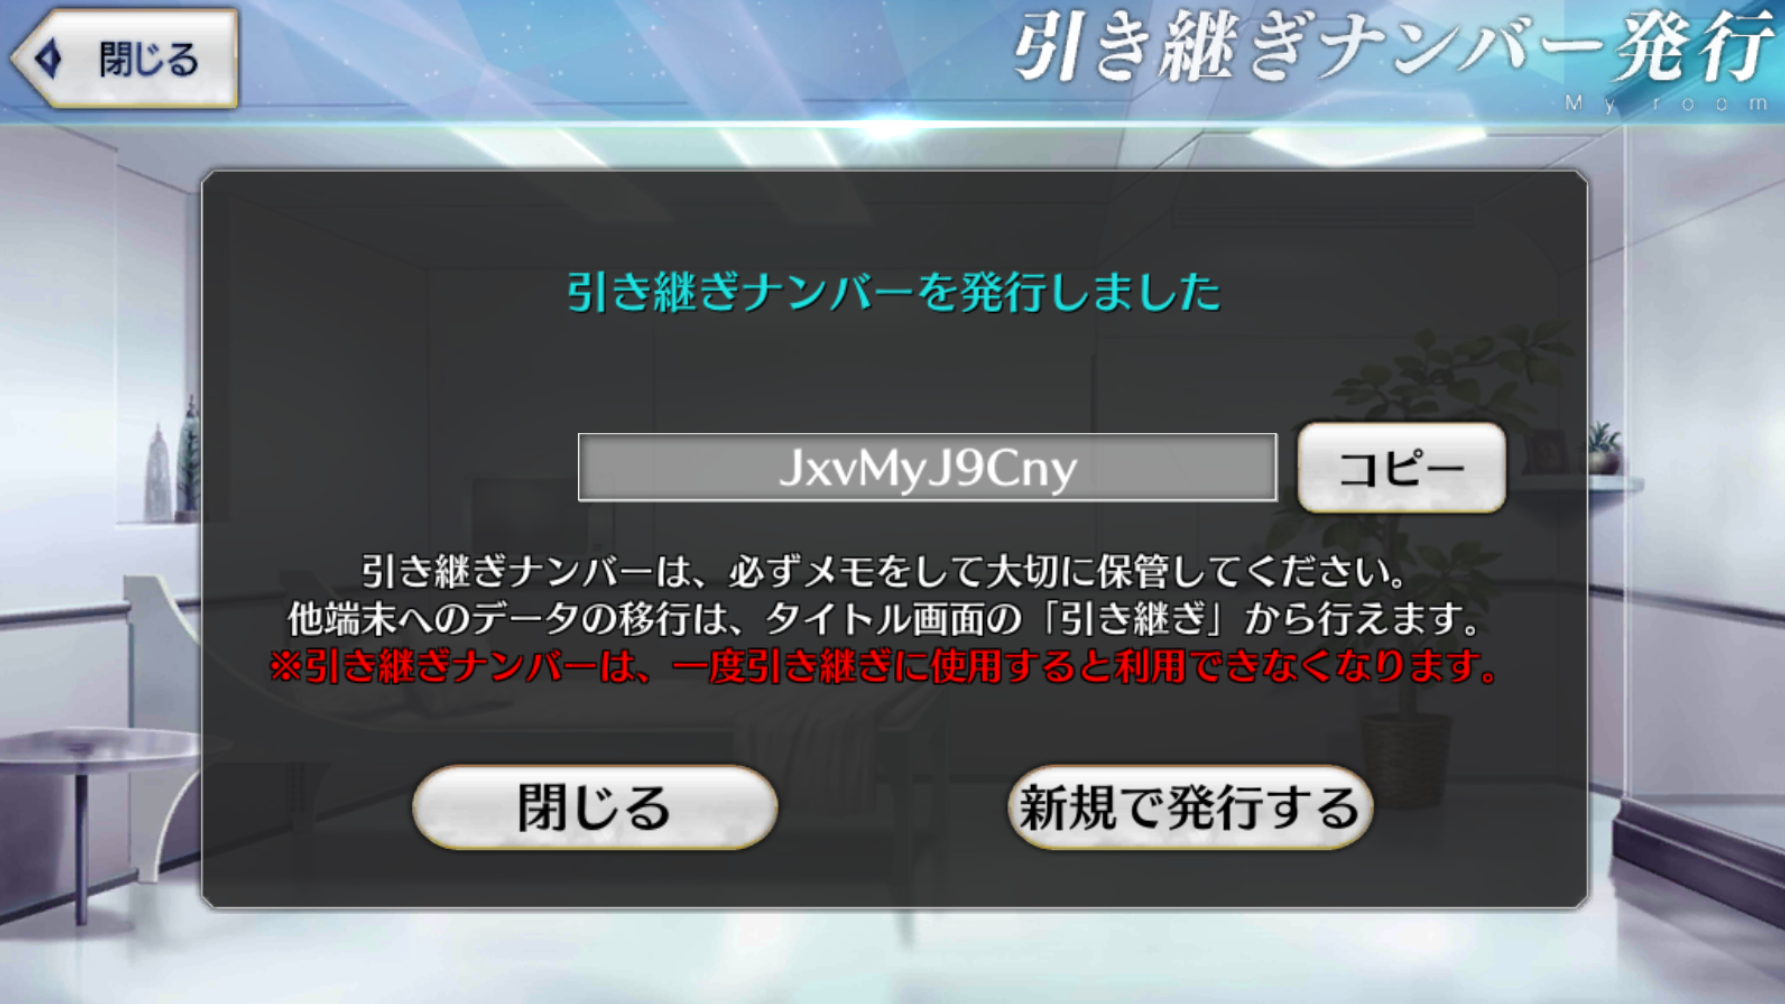 閉じる
引き継ぎナンバー発行
My room
引き継ぎナンバーを発行しました
JxvMyJ9Cny
コピー
引き継ぎナンバーは、必ずメモをして大切に保管してください。
他端末へのデータの移行は、タイトル画面の「引き継ぎ」から行えます。
※引き継ぎナンバーは、一度引き継ぎに使用すると利用できなくなります。
閉じる
新規で発行する